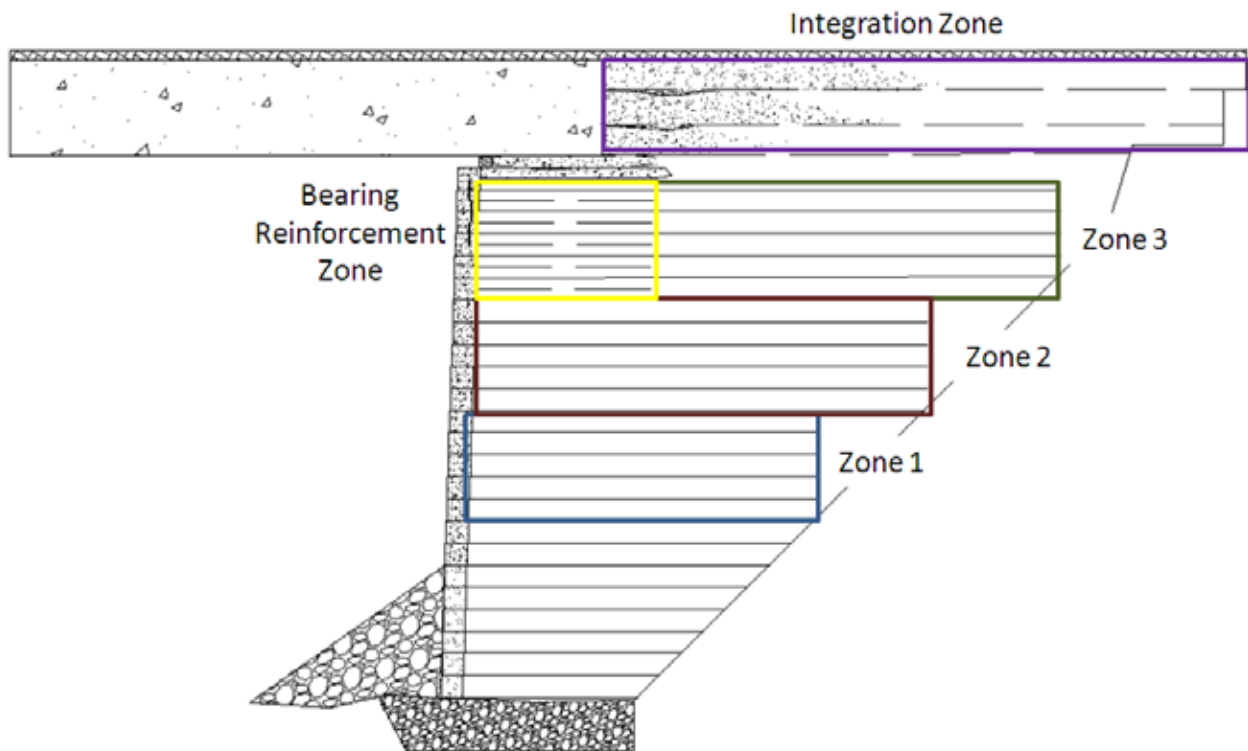 Integration Zone
Bearing
Reinforcement
Zone
Zone 3
Zone 2
Zone 1